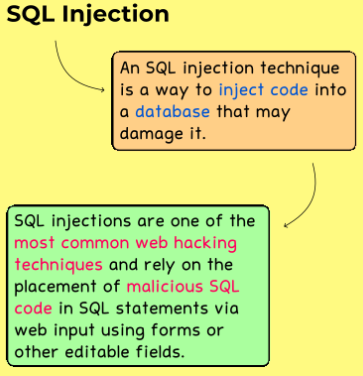 SQL Injection
An SQL injection technique
is a way to inject code into
a database that may
damage it.
SQL injections are one of the
most common web hacking
techniques and rely on the
placement of malicious SQL
code in SQL statements via
web input using forms or
other editable fields.